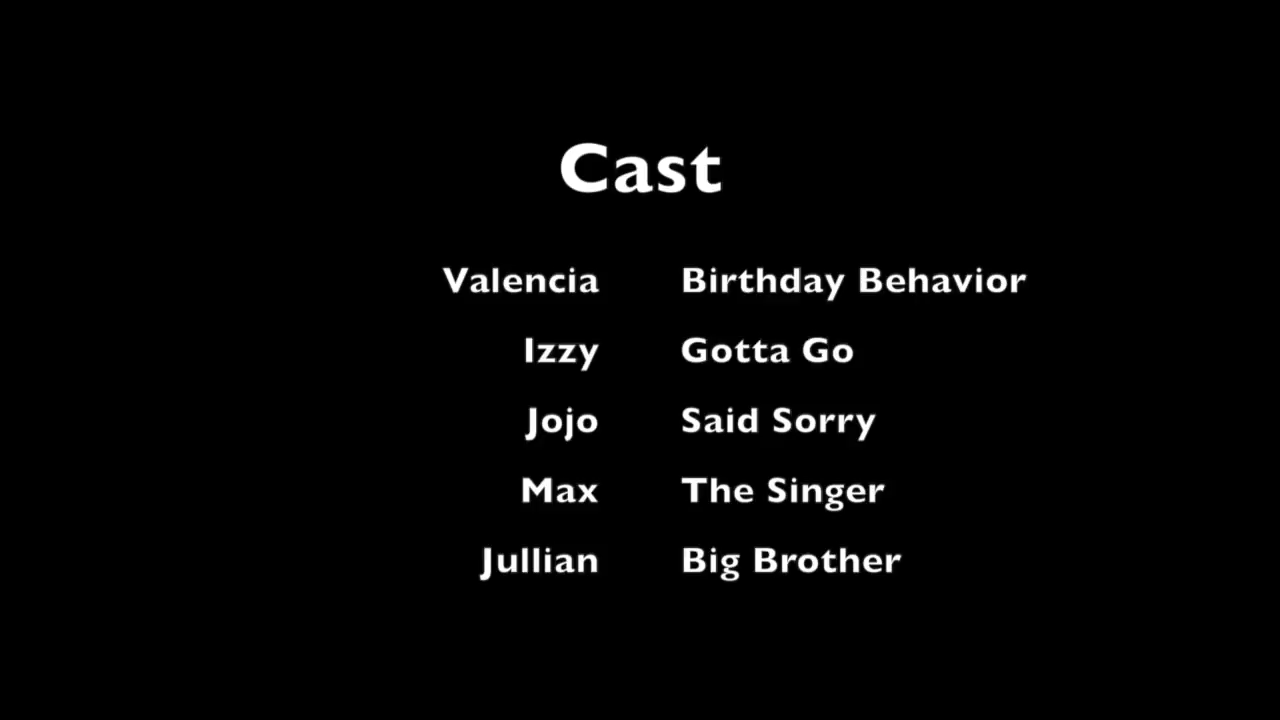 Cast
Valencia Birthday Behavior
Izzy Gotta Go
Jojo Said Sorry
Max The Singer
Jullian Big Brother